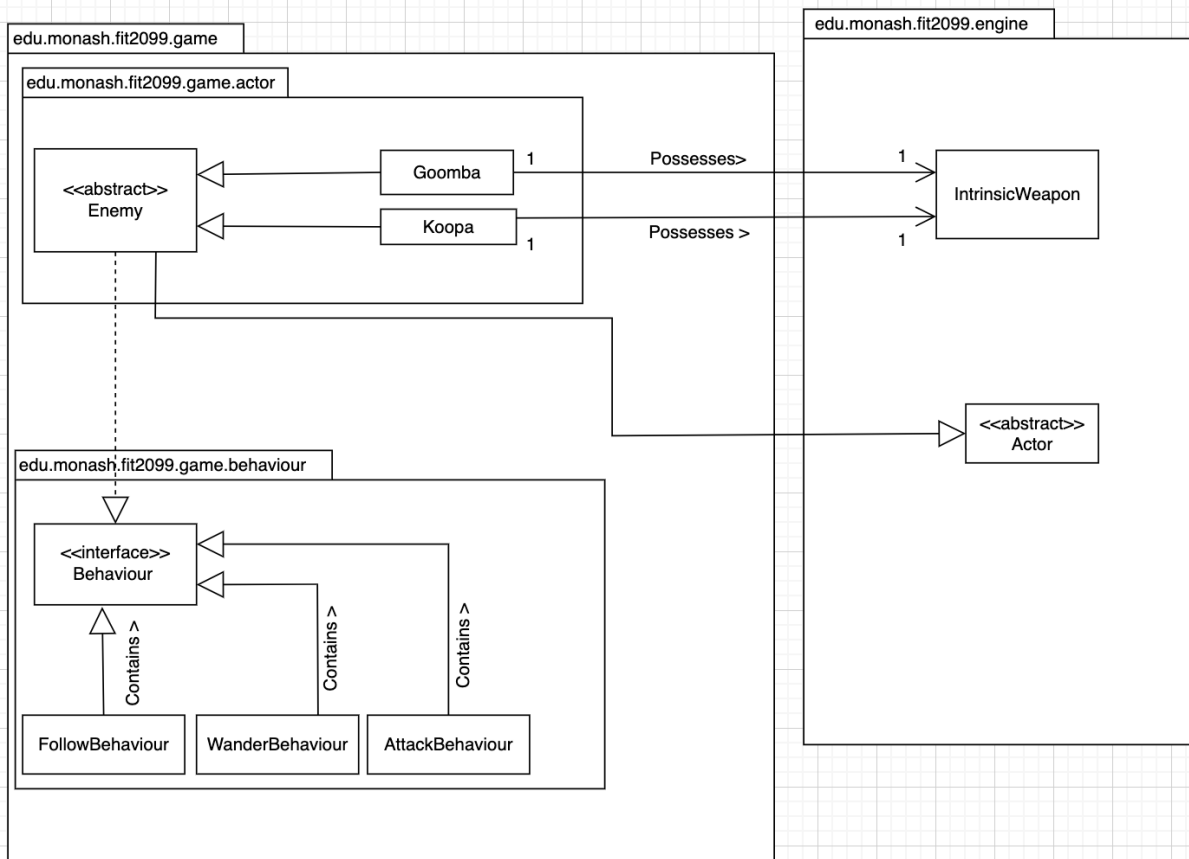 edu.monash.fit2099.game
edu.monash.fit2099.engine
edu.monash.fit2099.game.actor
<<abstract>>
Enemy
Goomba
Koopa
1
Possesses>
1
1
Possesses >
1
IntrinsicWeapon
<<abstract>>
Actor
edu.monash.fit2099.game.behaviour
<<interface>>
Behaviour
Contains >
Contains >
Contains >
FollowBehaviour
WanderBehaviour
AttackBehaviour